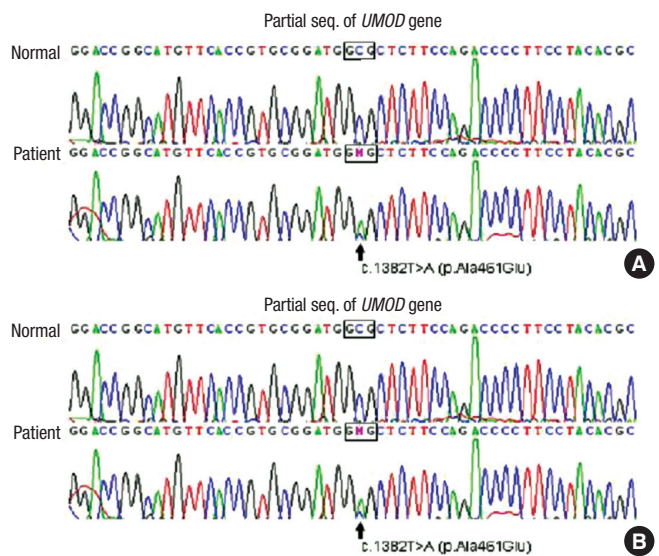 Partial seq. of UMOD gene
Normal GGACCGGCATGTTCACCGTGCGGATGGCGCTCTTCCAGACCCCTTCCTACACGC
Patient GGACCGGCATGTTCACCGTGCGGATGGMGCTCTTCCAGACCCCTTCCTACACGC
c.1382T>A (p.Ala461Glu)
A
Partial seq. of UMOD gene
Normal GGACCGGCATGTTCACCGTGCGGATGGCGCTCTTCCAGACCCCTTCCTACACGC
Patient GGACCGGCATGTTCACCGTGCGGATGGMGCTCTTCCAGACCCCTTCCTACACGC
c.1382T>A (p.Ala461Glu)
B